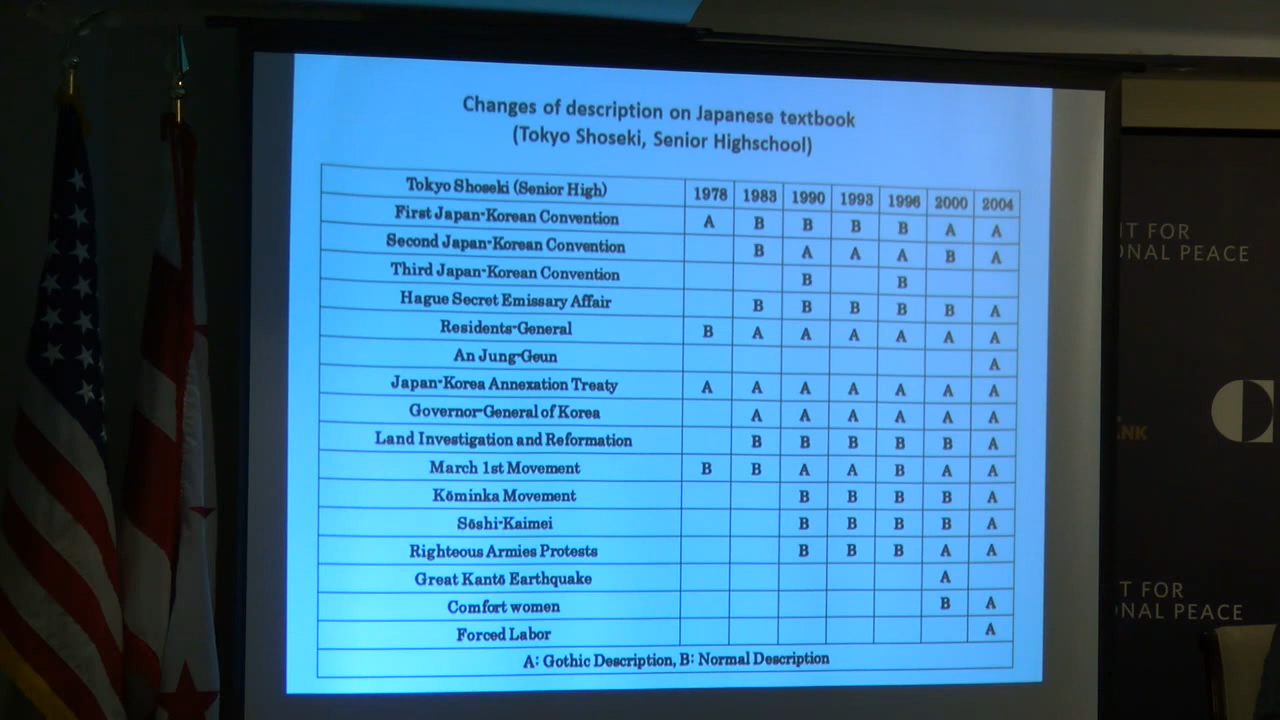 Changes of description on Japanese textbook
(Tokyo Shoseki, Senior Highschool)
Tokyo Shoseki (Senior High) 1978 1983 1990 1993 1996 2000 2004
First Japan-Korean Convention A B B B B A A
Second Japan-Korean Convention B A A A B A
Third Japan-Korean Convention B B
Hague Secret Emissary Affair B B B B B A
Residents-General B A A A A A A
An Jung-Geun A
Japan-Korea Annexation Treaty A A A A A A A
Governor-General of Korea A A A A A A
Land Investigation and Reformation B B B B B A
March 1st Movement B B A A B A A
Kōminka Movement B B B B A
Sōshi-Kaimei B B B B A
Righteous Armies Protests B B B A A
Great Kantō Earthquake A
Comfort women B A
Forced Labor A
A: Gothic Description, B: Normal Description
T FOR
ONAL PEACE
NK
T FOR
ONAL PEACE